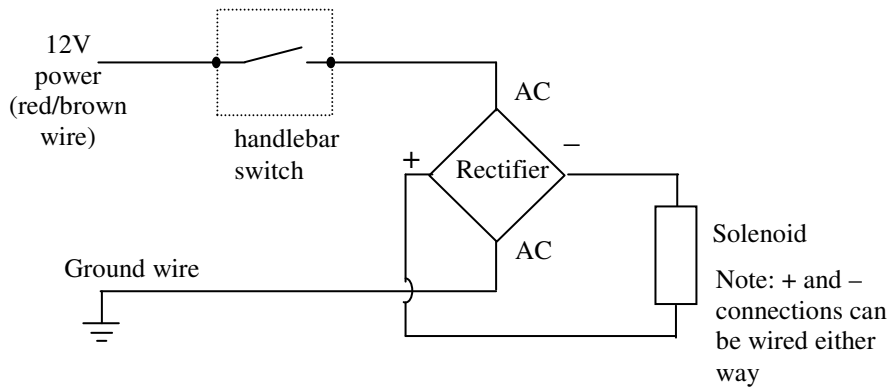 12V
power
(red/brown
wire)
handlebar
switch
AC
+
Rectifier
–
AC
Ground wire
Solenoid
Note: + and –
connections can
be wired either
way